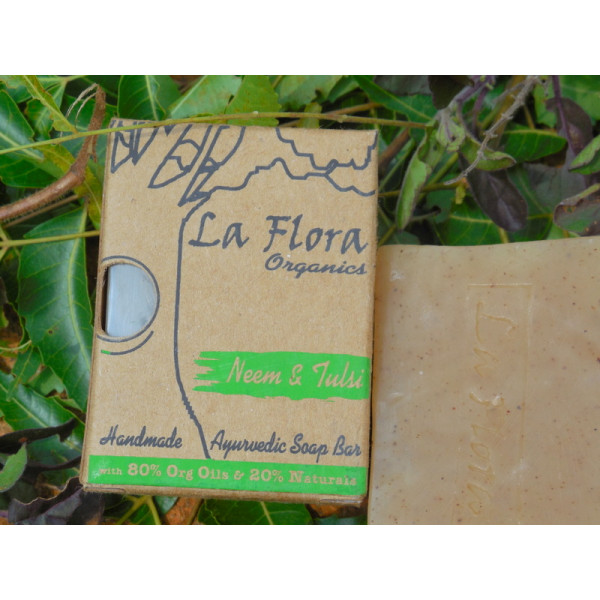 La Flora
Organics
Neem & Tulsi
Handmade Ayurvedic Soap Bar
with 80% Org Oils & 20% Naturals